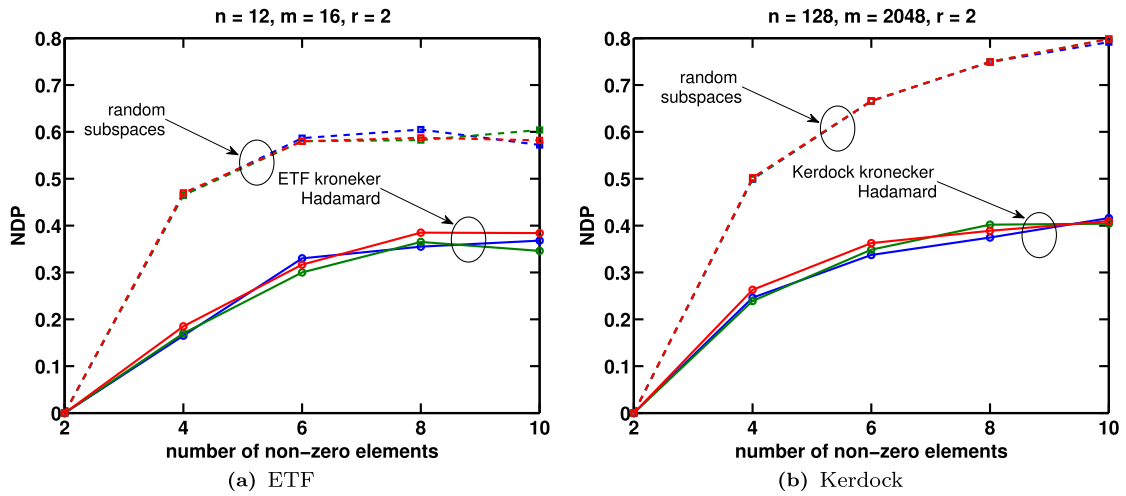 n = 12, m = 16, r = 2
0.8
0.7
0.6
0.5
0.4
0.3
0.2
0.1
0
NDP
random
subspaces
ETF kroneker
Hadamard
2
4
6
8
10
number of non−zero elements
(a) ETF
n = 128, m = 2048, r = 2
0.8
0.7
0.6
0.5
0.4
0.3
0.2
0.1
0
NDP
random
subspaces
Kerdock kronecker
Hadamard
2
4
6
8
10
number of non−zero elements
(b) Kerdock